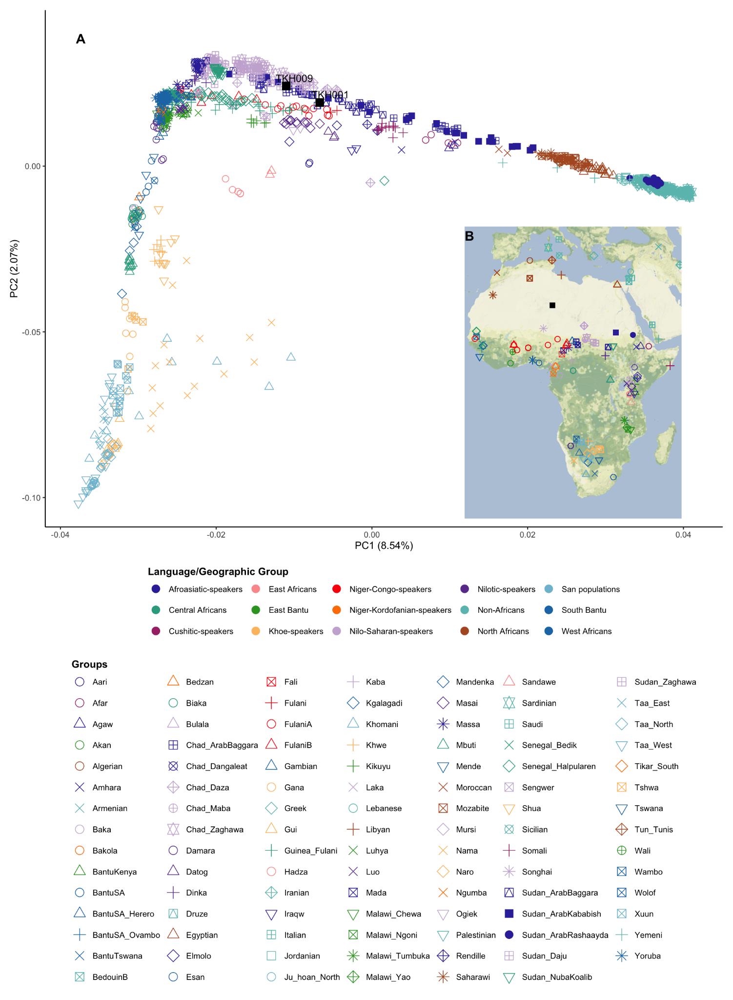 A
TKH009
TKH001
0.00
-0.05
-0.10
PC2 (2.07%)
B
-0.04 -0.02 0.00 0.02 0.04
PC1 (8.54%)
Language/Geographic Group
Afroasiatic-speakers East Africans Niger-Congo-speakers Nilotic-speakers San populations
Central Africans East Bantu Niger-Kordofanian-speakers Non-Africans South Bantu
Cushitic-speakers Khoe-speakers Nilo-Saharan-speakers North Africans West Africans
Groups
Aari Bedzan Fali Kaba Mandenka Sandawe Sudan_Zaghawa
Afar Biaka Fulani Kgalagadi Masai Sardinian Taa_East
Agaw Bulala FulaniA Khomani Massa Saudi Taa_North
Akan Chad_ArabBaggara FulaniB Khwe Mbuti Senegal_Bedik Taa_West
Algerian Chad_Dangaleat Gambian Kikuyu Mende Senegal_Halpularen Tikar_South
Amhara Chad_Daza Gana Laka Moroccan Sengwer Tshwa
Armenian Chad_Maba Greek Lebanese Mozabite Shua Tswana
Baka Chad_Zaghawa Gui Libyan Mursi Sicilian Tun_Tunis
Bakola Damara Guinea_Fulani Luhya Nama Somali Wali
BantuKenya Datog Hadza Luo Naro Songhai Wambo
BantuSA Dinka Iranian Mada Ngumba Sudan_ArabBaggara Wolof
BantuSA_Herero Druze Iraqw Malawi_Chewa Ogiek Sudan_ArabKababish Xuun
BantuSA_Ovambo Egyptian Italian Malawi_Ngoni Palestinian Sudan_ArabRashaayda Yemeni
BantuTswana Elmolo Jordanian Malawi_Tumbuka Rendille Sudan_Daju Yoruba
BedouinB Esan Ju_hoan_North Malawi_Yao Saharawi Sudan_NubaKoalib